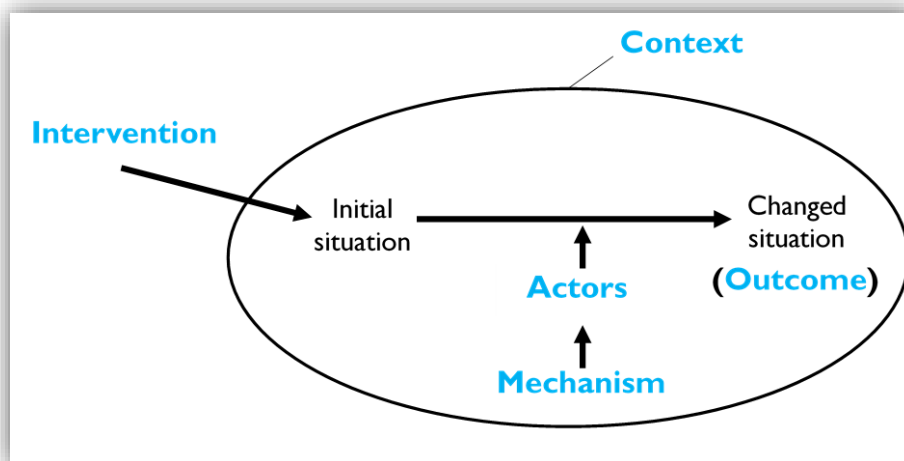 Context
Intervention
Initial
situation
Changed
situation
(Outcome)
Actors
Mechanism